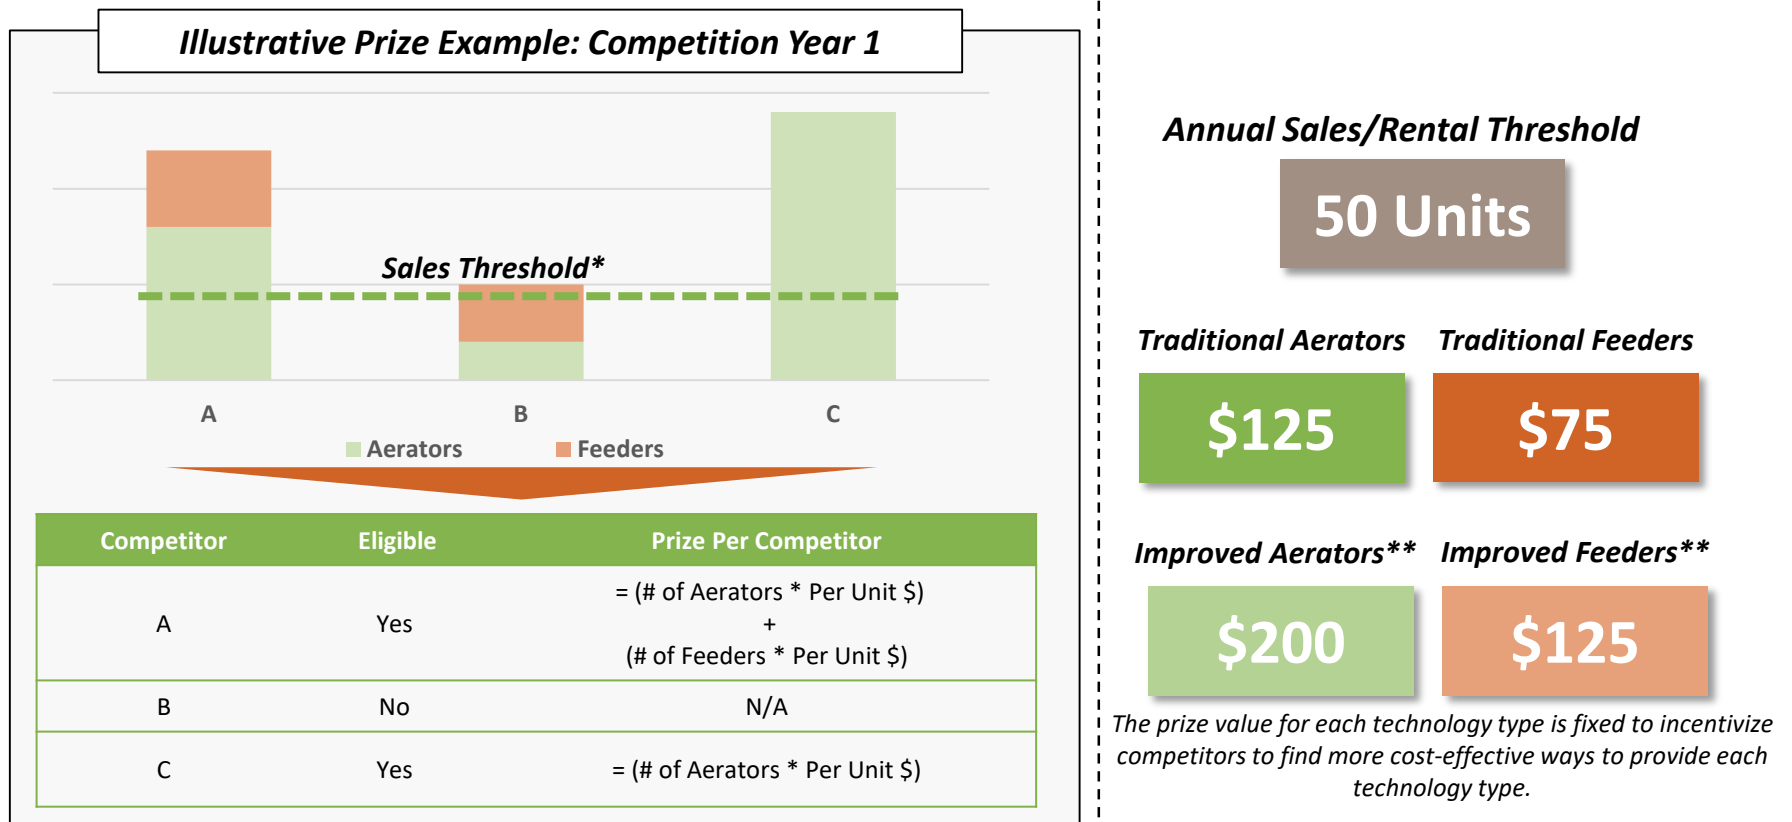 Illustrative Prize Example: Competition Year 1
Sales Threshold*
A
B
C
Aerators
Feeders
Competitor
Eligible
Prize Per Competitor
A
Yes
= (# of Aerators * Per Unit $)
+
(# of Feeders * Per Unit $)
B
No
N/A
C
Yes
= (# of Aerators * Per Unit $)
Annual Sales/Rental Threshold
50 Units
Traditional Aerators
Traditional Feeders
$125
$75
Improved Aerators**
Improved Feeders**
$200
$125
The prize value for each technology type is fixed to incentivize
competitors to find more cost-effective ways to provide each
technology type.